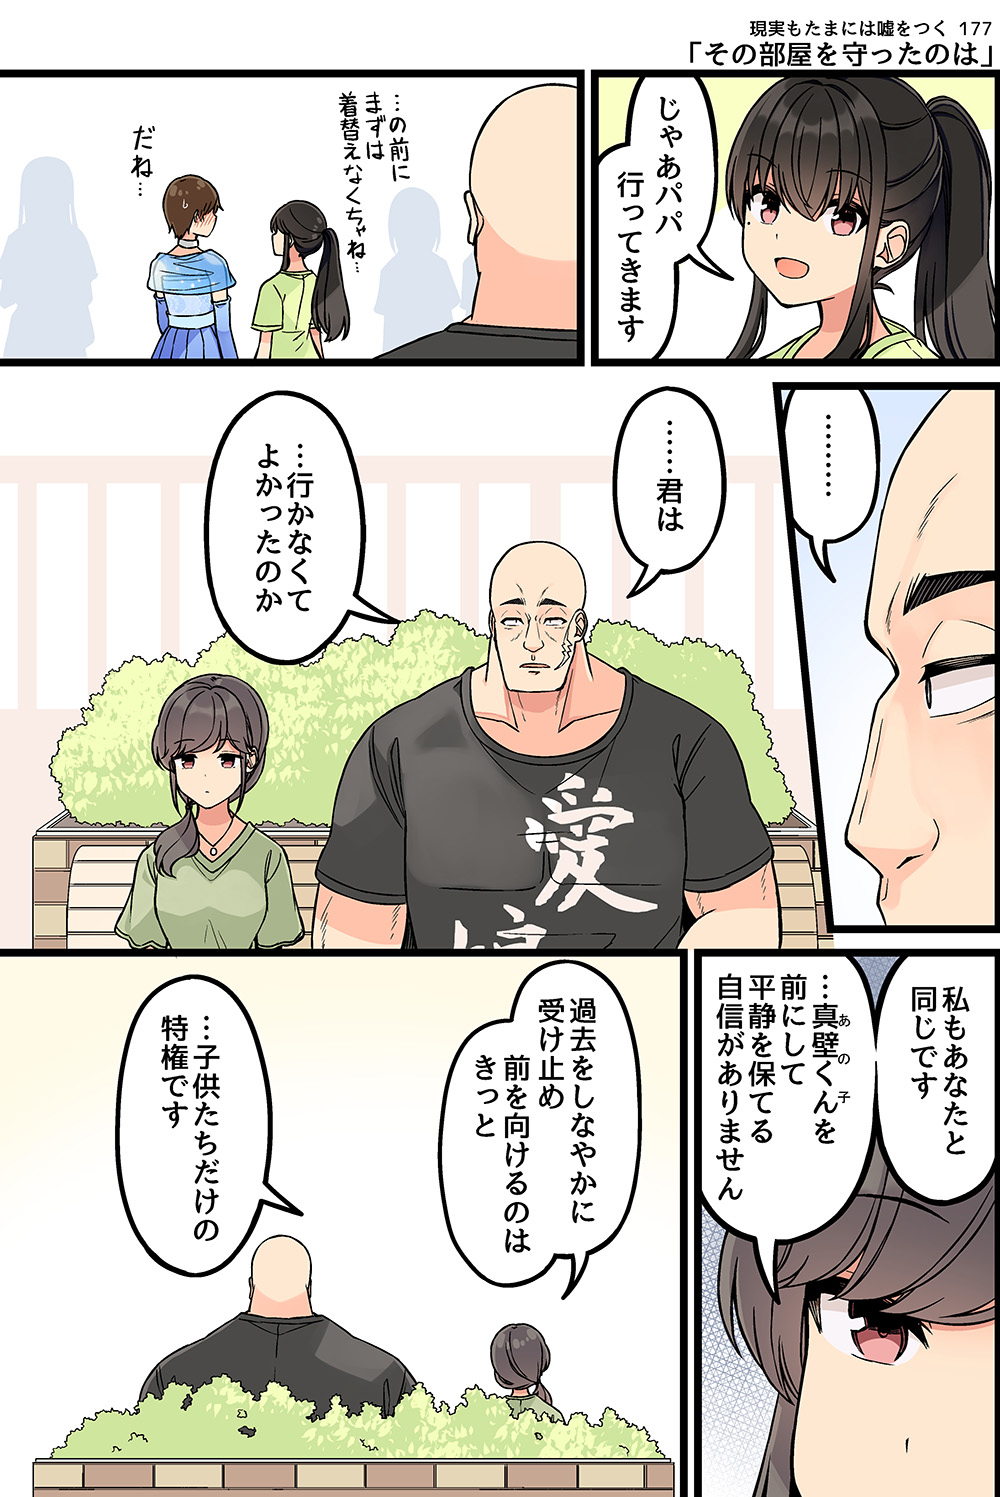 現実もたまには嘘をつく 177
「その部屋を守ったのは」
じゃあパパ
行ってきます
…の前に
まずは
着替えなくちゃね…
だね…
………
……君は
…行かなくて
よかったのか
愛
私もあなたと
同じです
…真壁くんを
あの子
前にして
平静を保てる
自信がありません
過去をしなやかに
受け止め
前を向けるのは
きっと
…子供たちだけの
特権です